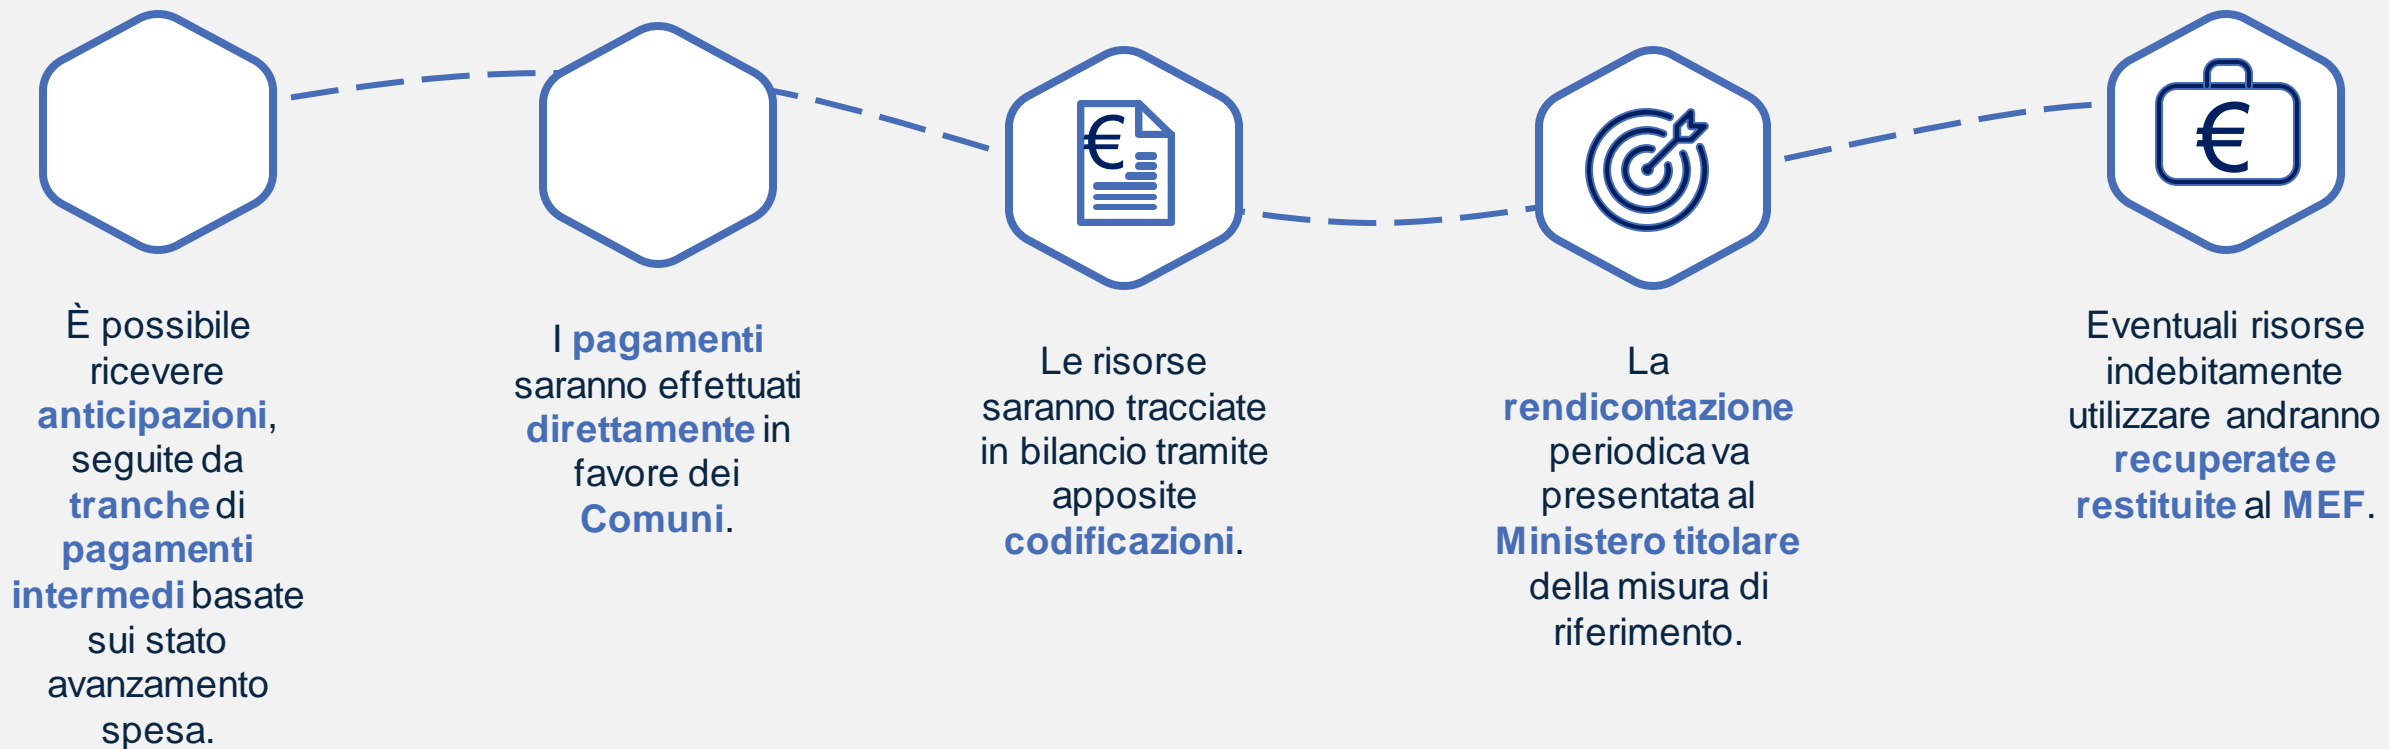 È possibile
ricevere
anticipazioni,
seguite da
tranche di
pagamenti
intermedi basate
sui stato
avanzamento
spesa.
I pagamenti
saranno effettuati
direttamente in
favore dei
Comuni.
€
Le risorse
saranno tracciate
in bilancio tramite
apposite
codificazioni.
La
rendicontazione
periodica va
presentata al
Ministero titolare
della misura di
riferimento.
€
Eventuali risorse
indebitamente
utilizzare andranno
recuperate e
restituite al MEF.